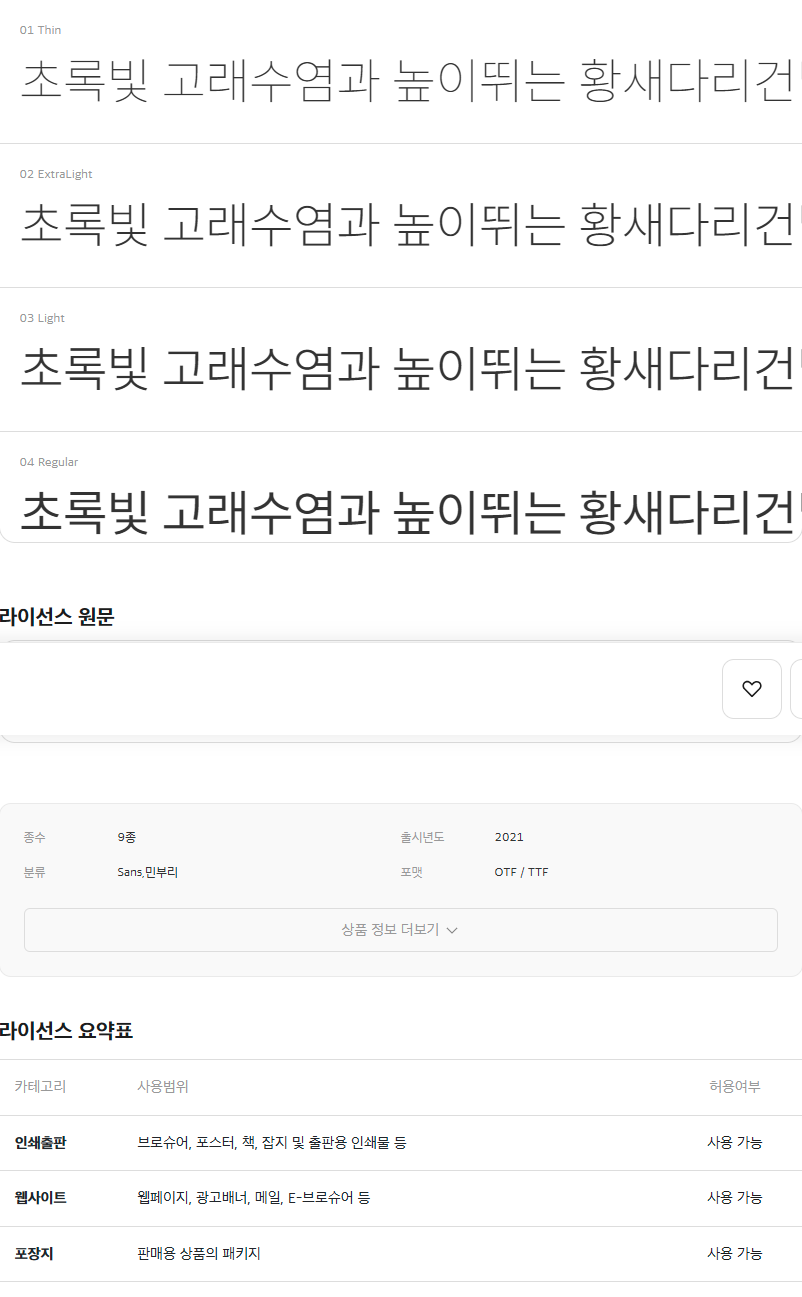 01 Thin
초록빛 고래수염과 높이뛰는 황새다리건
02 ExtraLight
초록빛 고래수염과 높이뛰는 황새다리건
03 Light
초록빛 고래수염과 높이뛰는 황새다리건
04 Regular
초록빛 고래수염과 높이뛰는 황새다리건
라이선스 원문
종수 9종 출시년도 2021
분류 Sans,민부리 포맷 OTF / TTF
상품 정보 더보기
라이선스 요약표
카테고리 사용범위 허용여부
인쇄출판 브로슈어, 포스터, 책, 잡지 및 출판용 인쇄물 등 사용 가능
웹사이트 웹페이지, 광고배너, 메일, E-브로슈어 등 사용 가능
포장지 판매용 상품의 패키지 사용 가능